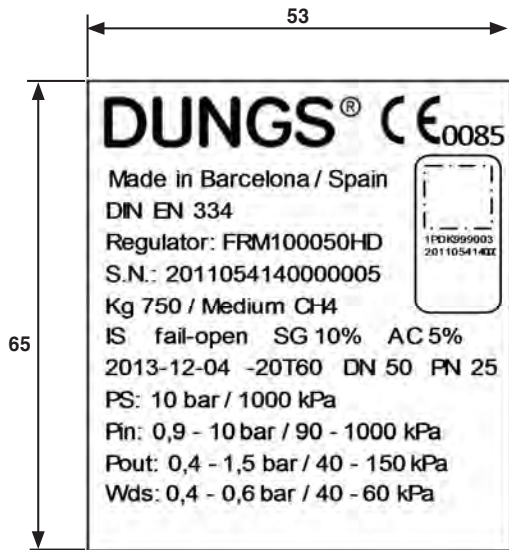 53
65
DUNGS® CE0085
Made in Barcelona / Spain
DIN EN 334
Regulator: FRM100050HD
1PDK999003
S.N.: 2011054140000005
Kg 750 / Medium CH4
IS fail-open SG 10% AC 5%
2013-12-04 -20T60 DN 50 PN 25
PS: 10 bar / 1000 kPa
Pin: 0,9 - 10 bar / 90 - 1000 kPa
Pout: 0,4 - 1,5 bar / 40 - 150 kPa
Wds: 0,4 - 0,6 bar / 40 - 60 kPa